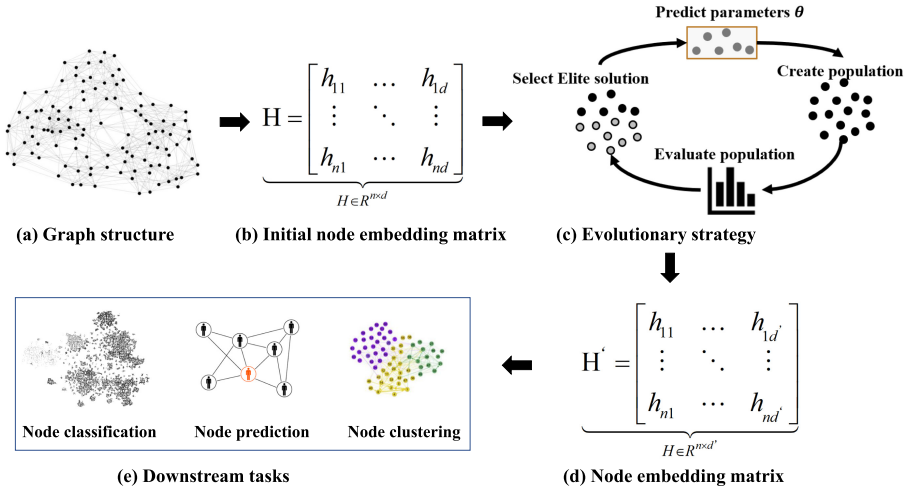 Predict parameters θ
Select Elite solution
Create population
Evaluate population
H = [ h11 … h1d
⋮ ⋱ ⋮
hn1 … hnd ]
H∈R^{n×d}
(a) Graph structure
(b) Initial node embedding matrix
(c) Evolutionary strategy
H‘ = [ h11 … h1d‘
⋮ ⋱ ⋮
hn1 … hnd‘ ]
H∈R^{n×d'}
Node classification
Node prediction
Node clustering
(e) Downstream tasks
(d) Node embedding matrix